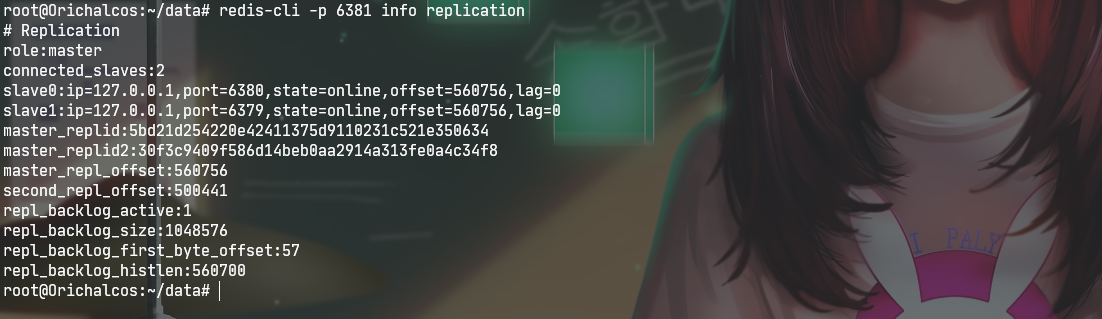 root@Orichalcos:~/data# redis-cli -p 6381 info replication
# Replication
role:master
connected_slaves:2
slave0:ip=127.0.0.1,port=6380,state=online,offset=560756,lag=0
slave1:ip=127.0.0.1,port=6379,state=online,offset=560756,lag=0
master_replid:5bd21d254220e42411375d9110231c521e350634
master_replid2:30f3c9409f586d14beb0aa2914a313fe0a4c34f8
master_repl_offset:560756
second_repl_offset:500441
repl_backlog_active:1
repl_backlog_size:1048576
repl_backlog_first_byte_offset:57
repl_backlog_histlen:560700
root@Orichalcos:~/data#
I PALY